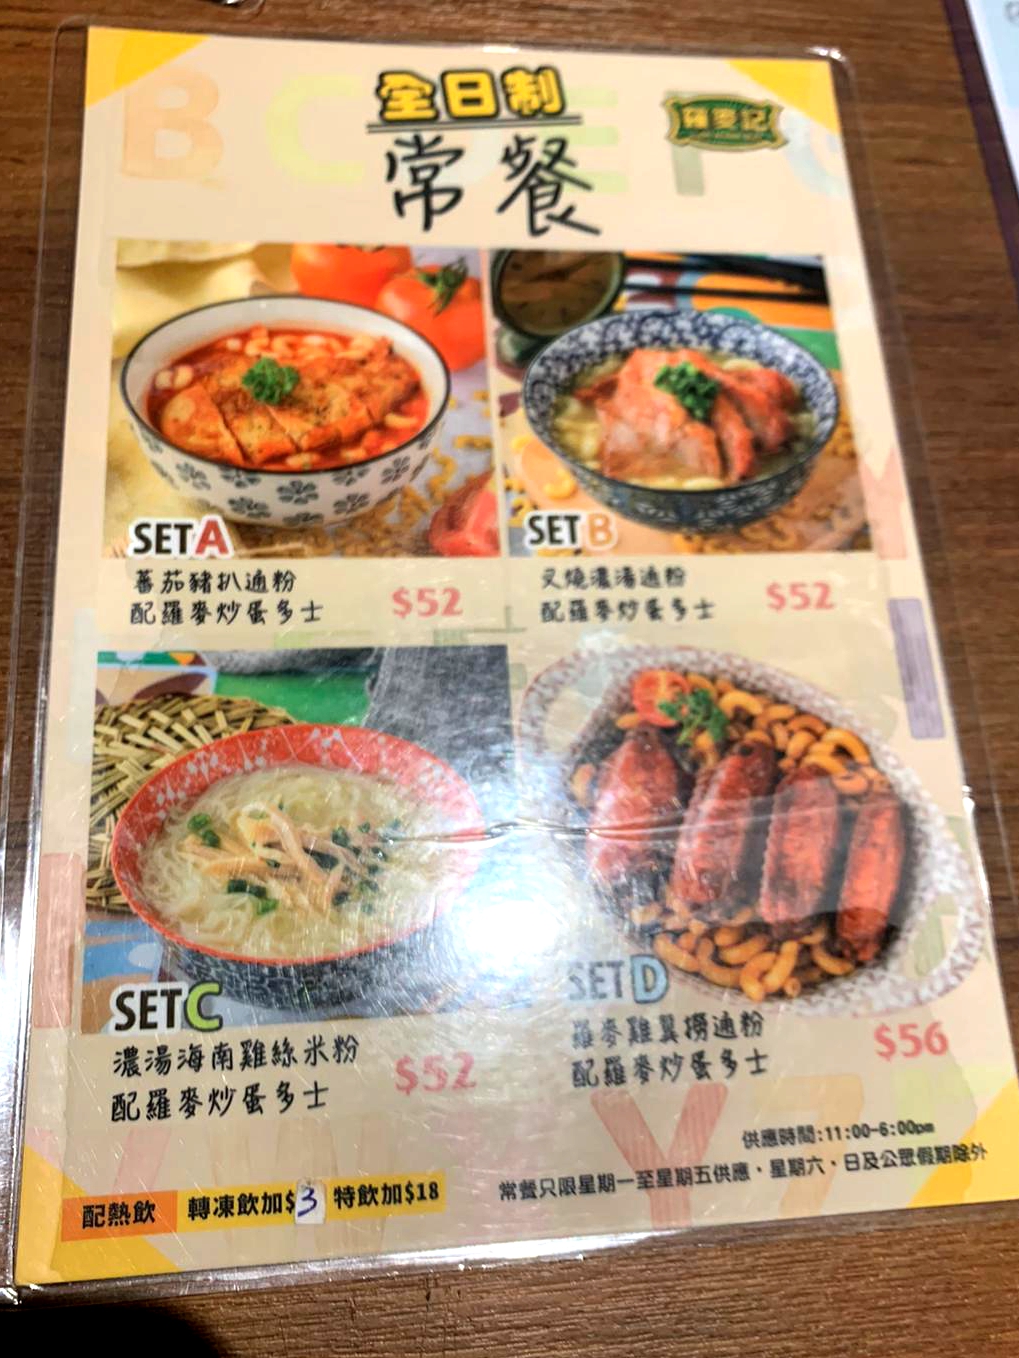 全日制
羅麥記
常餐
SET A
蕃茄豬扒通粉
配羅麥炒蛋多士
$52
SET B
叉燒濃湯通粉
配羅麥炒蛋多士
$52
SET C
濃湯海南雞絲米粉
配羅麥炒蛋多士
$52
SET D
羅麥雞翼撈通粉
配羅麥炒蛋多士
$56
供應時間:11:00-6:00pm
常餐只限星期一至星期五供應,星期六、日及公眾假期除外
配熱飲 轉凍飲加$3 特飲加$18